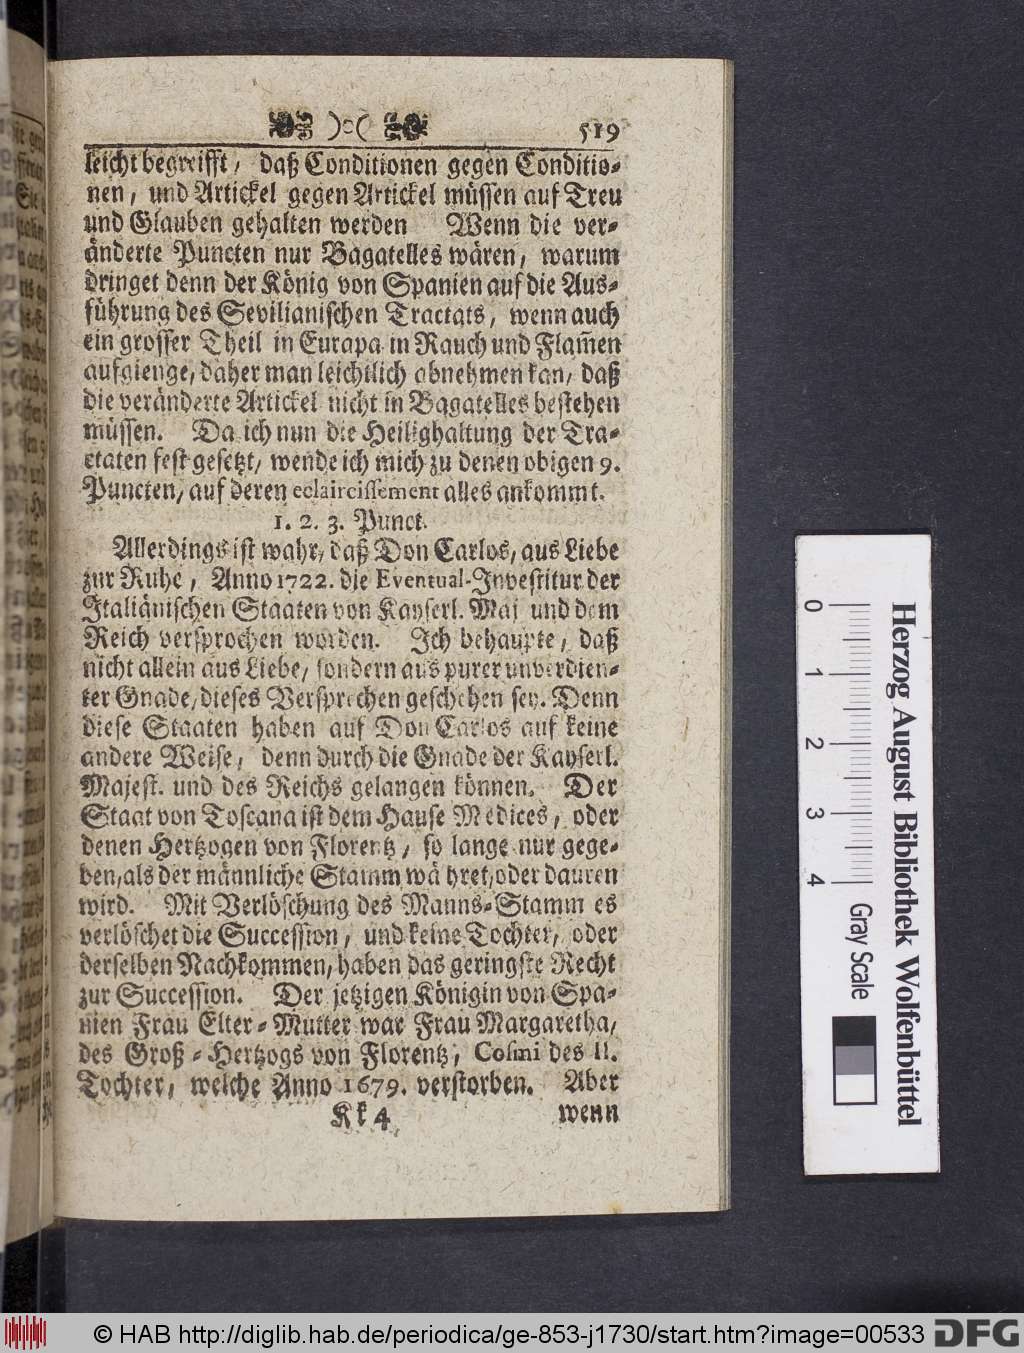 519
leicht begreifft, daß Conditionen gegen Conditio-
nen, und Artickel gegen Artickel müssen auf Treu
und Glauben gehalten werden Wenn die ver-
änderte Puncten nur Bagatelles wären, warum
dringet denn der König von Spanien auf die Aus-
führung des Sevilianischen Tractats, wenn auch
ein grosser Theil in Eurapa in Rauch und Flam̄en
aufgienge, daher man leichtlich abnehmen kan, daß
die veränderte Artickel nicht in Bagatelles bestehen
müssen. Da ich nun die Heilighaltung der Tra-
ctaten fest gesetzt, wende ich mich zu denen obigen 9.
Puncten, auf deren eclaircissement alles ankommt.
1. 2. 3. Punct.
Allerdings ist wahr, daß Don Carlos, aus Liebe
zur Ruhe, Anno 1722. die Eventual-Investitur der
Italiänischen Staaten von Kayserl. Maj und dem
Reich versprochen worden. Ich behaupte, daß
nicht allein aus Liebe, sondern aus purer unverdien-
ter Gnade, dieses Versprechen geschehen sey. Denn
diese Staaten haben auf Don Carlos auf keine
andere Weise, denn durch die Gnade der Kayserl.
Majest. und des Reichs gelangen können. Der
Staat von Toscana ist dem Hause Medices, oder
denen Hertzogen von Florentz, so lange nur gege-
ben, als der männliche Stamm wä hret, oder dauren
wird. Mit Verlöschung des Manns-Stamm es
verlöschet die Succession, und keine Tochter, oder
derselben Nachkommen, haben das geringste Recht
zur Succession. Der jetzigen Königin von Spa-
nien Frau Elter-Mutter war Frau Margaretha,
des Groß-Hertzogs von Florentz, Cosmi des II.
Tochter, welche Anno 1679. verstorben. Aber
Kk 4 wenn
0 1 2 3 4
Gray Scale
Herzog August Bibliothek Wolfenbüttel
© HAB http://diglib.hab.de/periodica/ge-853-j1730/start.htm?image=00533
DFG